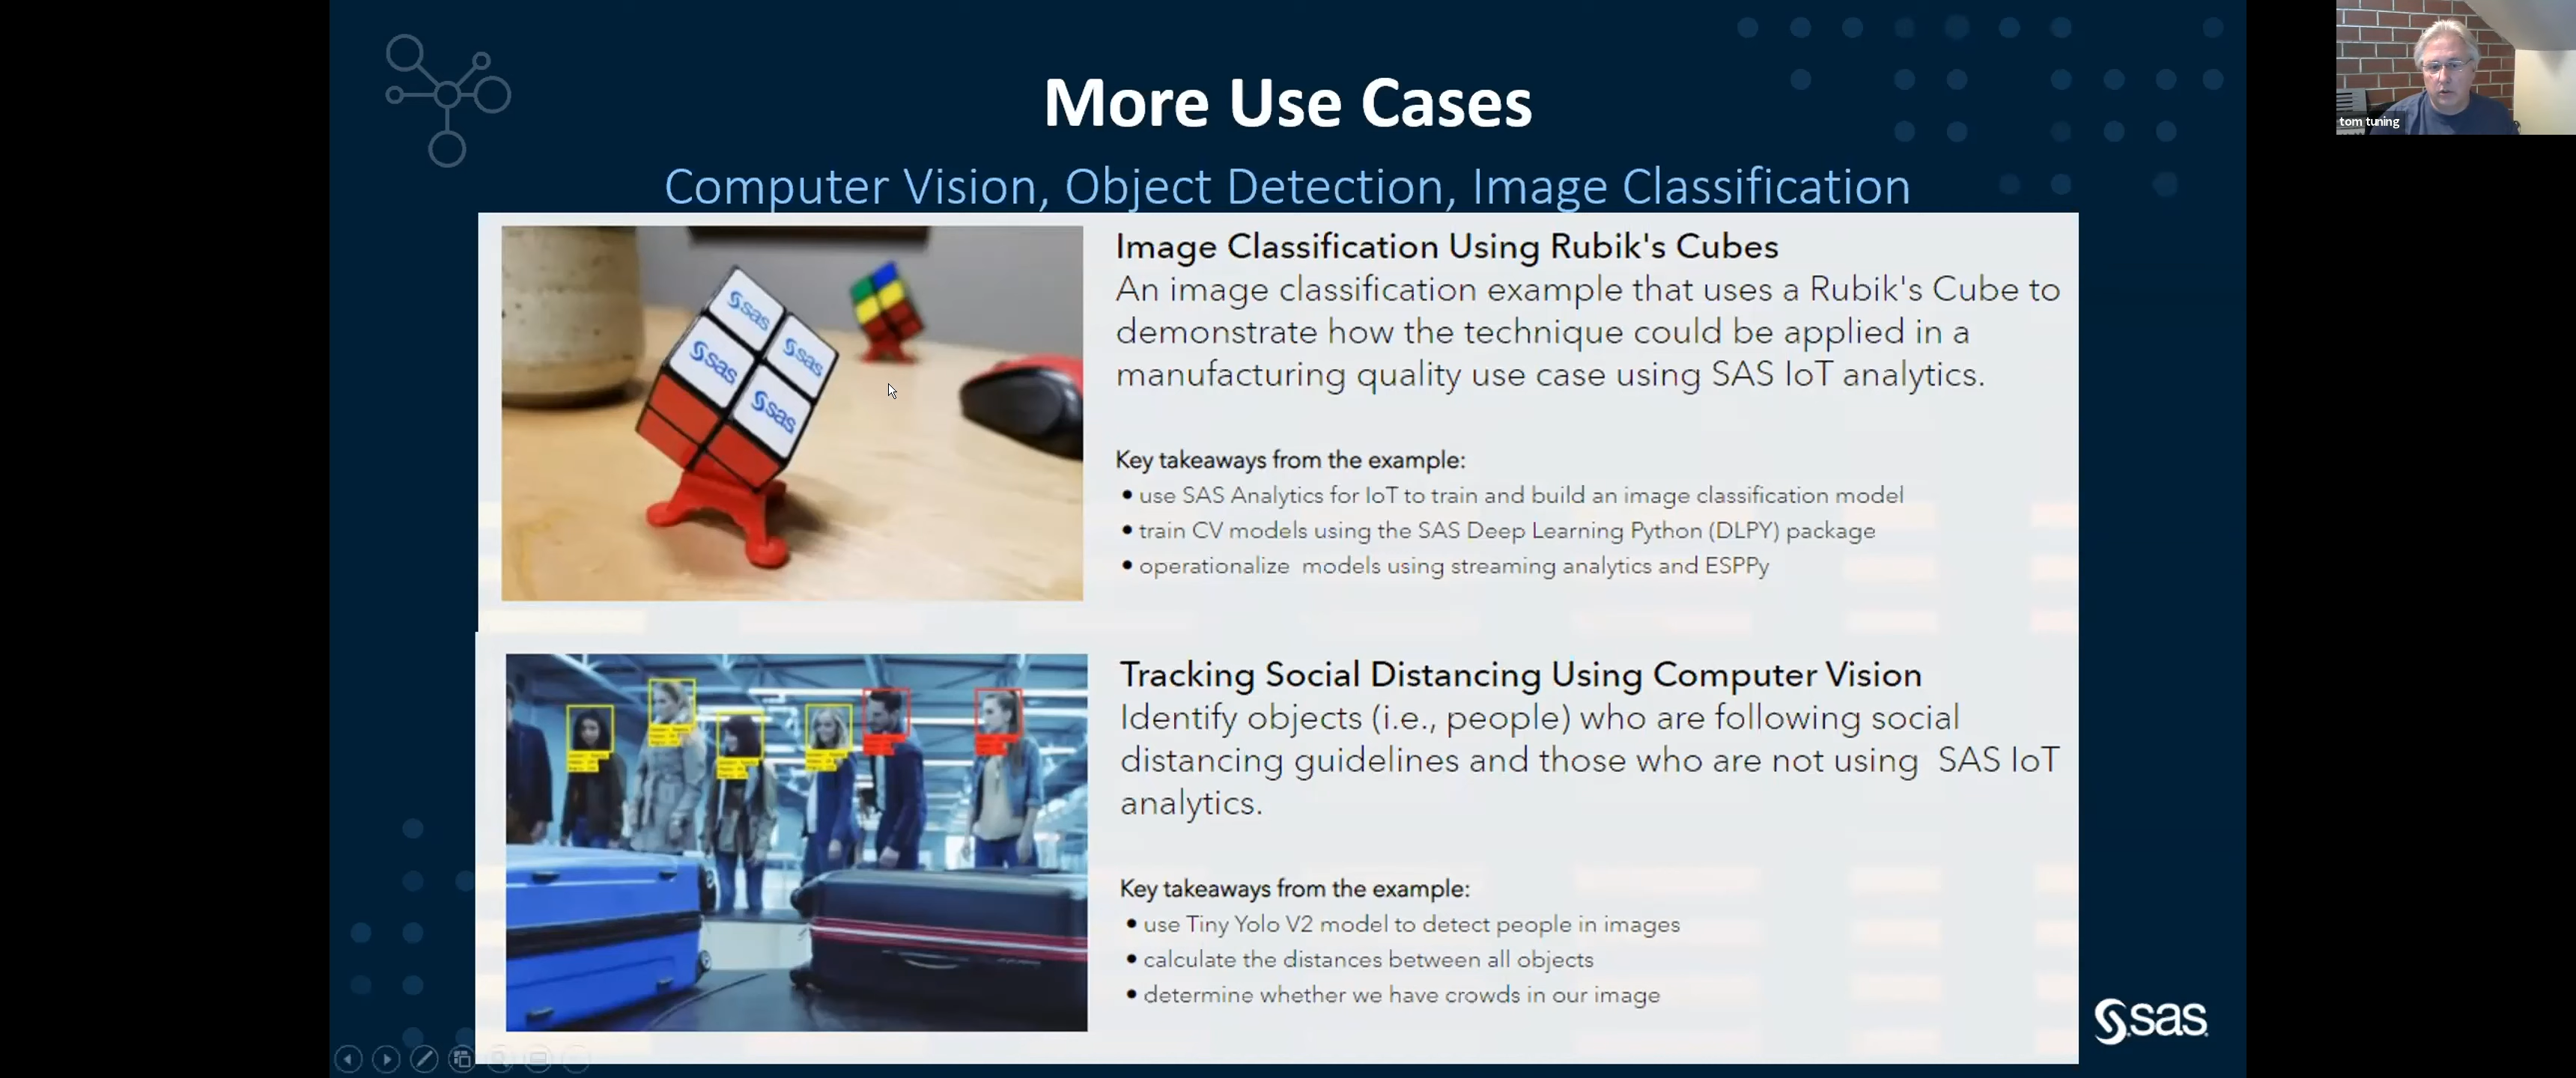 More Use Cases
tom tuning
Computer Vision, Object Detection, Image Classification
Image Classification Using Rubik's Cubes
An image classification example that uses a Rubik's Cube to
demonstrate how the technique could be applied in a
manufacturing quality use case using SAS IoT analytics.
Key takeaways from the example:
• use SAS Analytics for IoT to train and build an image classification model
• train CV models using the SAS Deep Learning Python (DLPY) package
• operationalize  models using streaming analytics and ESPPy
sas
sas
sas
sas
Tracking Social Distancing Using Computer Vision
Identify objects (i.e., people) who are following social
distancing guidelines and those who are not using  SAS IoT
analytics.
Key takeaways from the example:
• use Tiny Yolo V2 model to detect people in images
• calculate the distances between all objects
• determine whether we have crowds in our image
sas